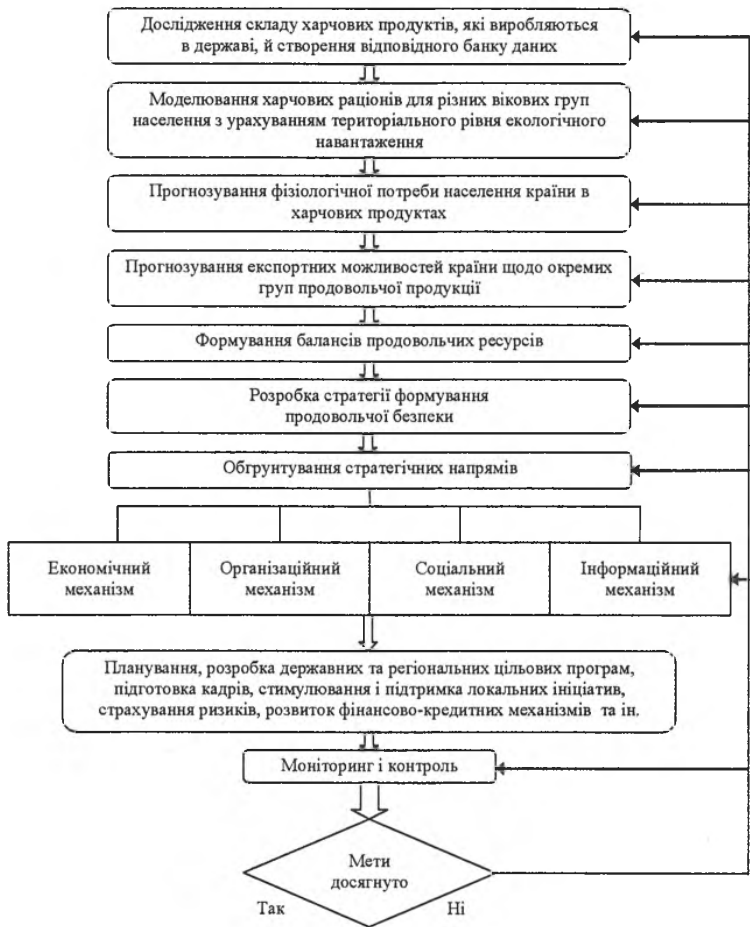 Дослідження складу харчових продуктів, які виробляються
в державі, й створення відповідного банку даних
Моделювання харчових раціонів для різних вікових груп
населення з урахуванням територіального рівня екологічного
навантаження
Прогнозування фізіологічної потреби населення країни в
харчових продуктах
Прогнозування експортних можливостей країни щодо окремих
груп продовольчої продукції
Формування балансів продовольчих ресурсів
Розробка стратегії формування
продовольчої безпеки
Обгрунтування стратегічних напрямів
Економічний
механізм
Організаційний
механізм
Соціальний
механізм
Інформаційний
механізм
Планування, розробка державних та регіональних цільових програм,
підготовка кадрів, стимулювання і підтримка локальних ініціатив,
страхування ризиків, розвиток фінансово-кредитних механізмів та ін.
Моніторинг і контроль
Мети
досягнуто
Так
Ні